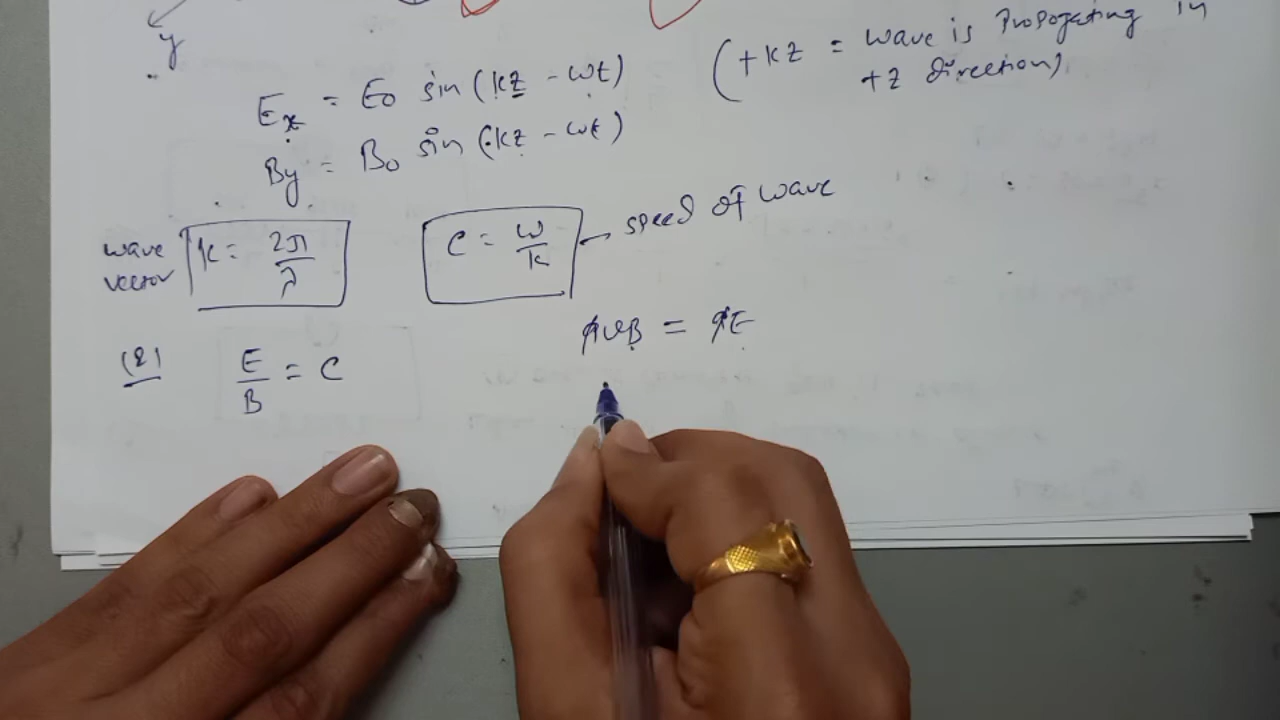 y
(+kz = wave is propogating in
+z direction)
Ex = E0 sin(kz - ωt)
By = B0 sin(kz - ωt)
wave vector k = 2π/λ
C = ω/k speed of wave
qvB = qE
(2) E/B = C